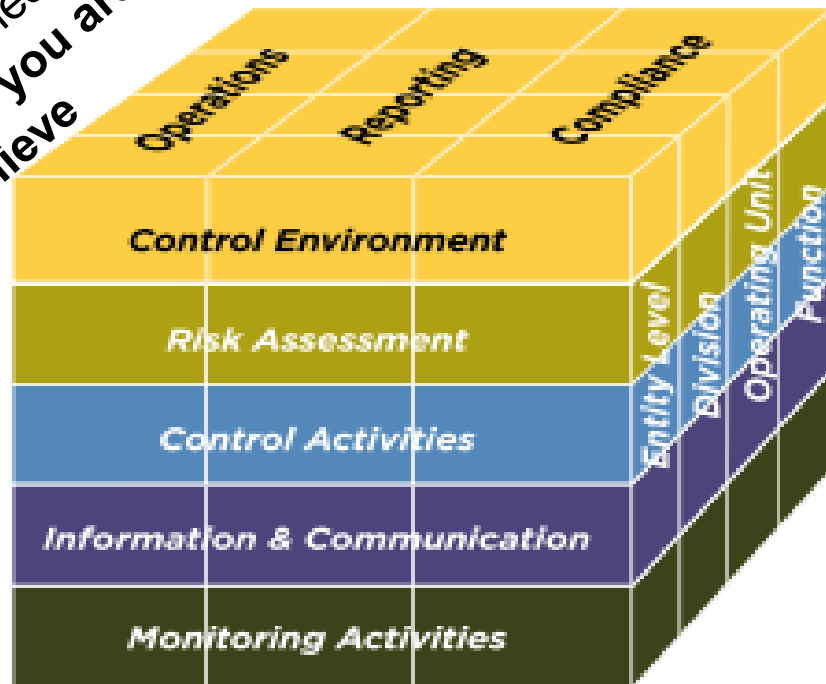 you are
Operations
Reporting
Compliance
Control Environment
Risk Assessment
Control Activities
Information & Communication
Monitoring Activities
Entity Level
Division
Operating Unit
Function